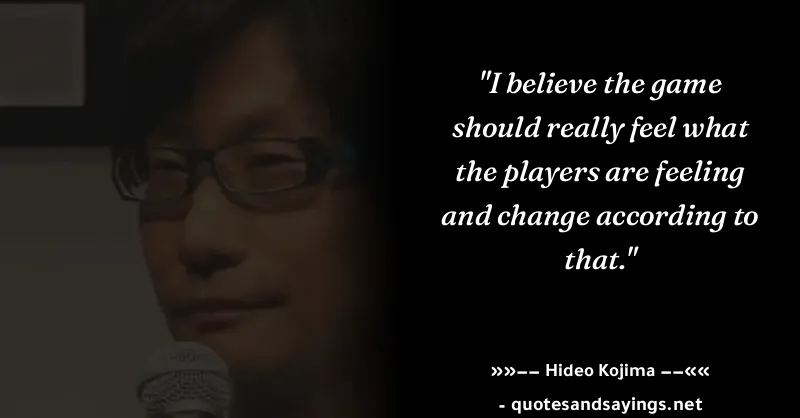 "I believe the game
should really feel what
the players are feeling
and change according to
that."
»»−− Hideo Kojima −−««
- quotesandsayings.net